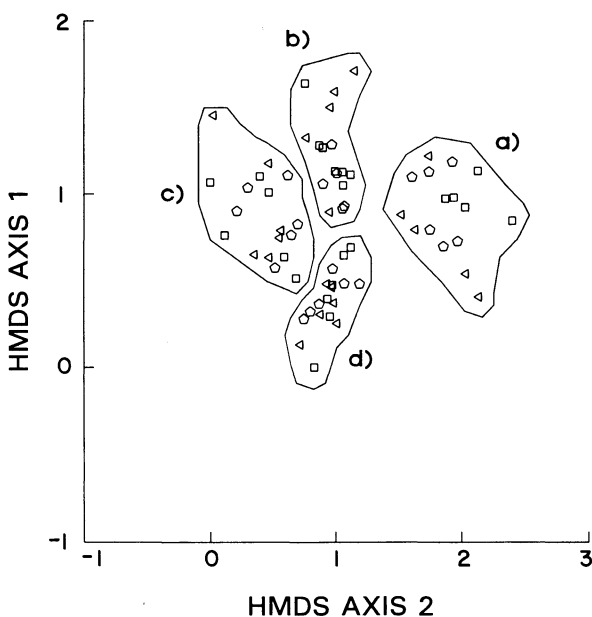 2
b)
a)
1
c)
HMDS AXIS 1
d)
0
-1
-1 0 1 2 3
HMDS AXIS 2